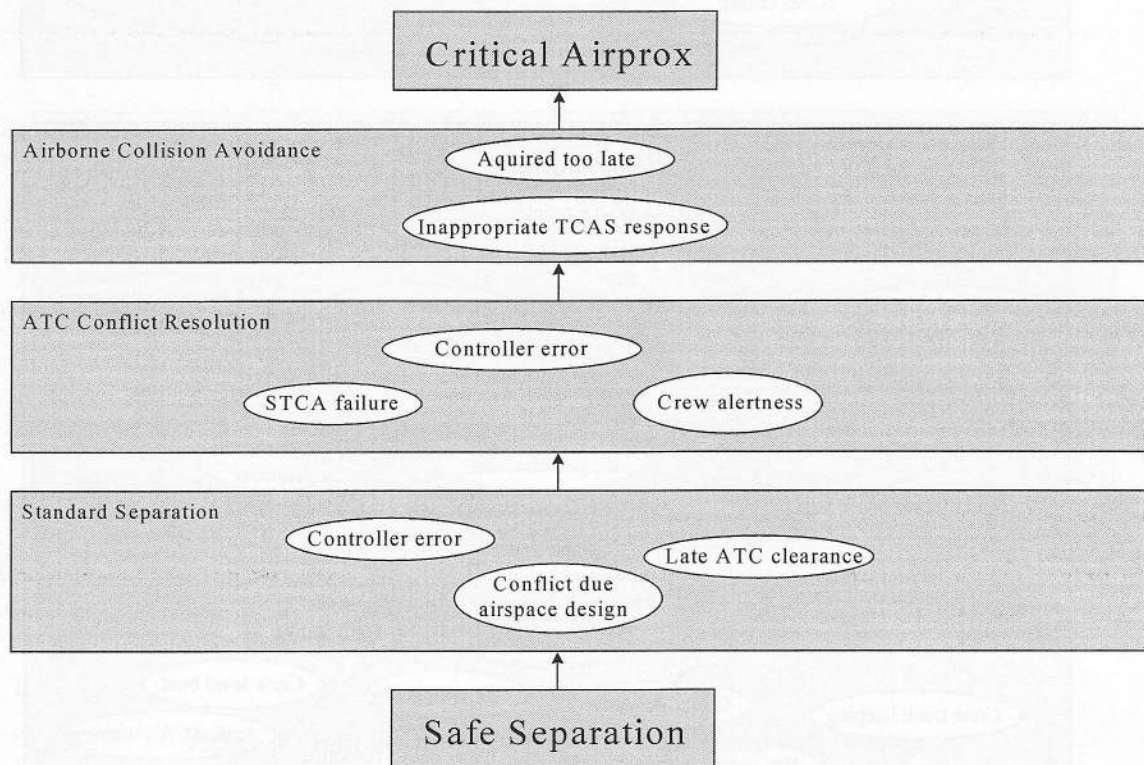 Critical Airprox
Airborne Collision Avoidance
Aquired too late
Inappropriate TCAS response
ATC Conflict Resolution
Controller error
STCA failure
Crew alertness
Standard Separation
Controller error
Late ATC clearance
Conflict due
airspace design
Safe Separation